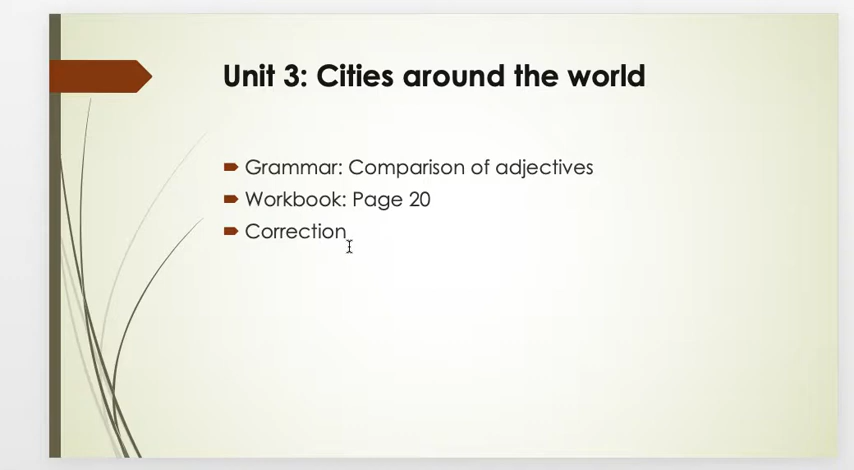 Unit 3: Cities around the world
Grammar: Comparison of adjectives
Workbook: Page 20
Correction